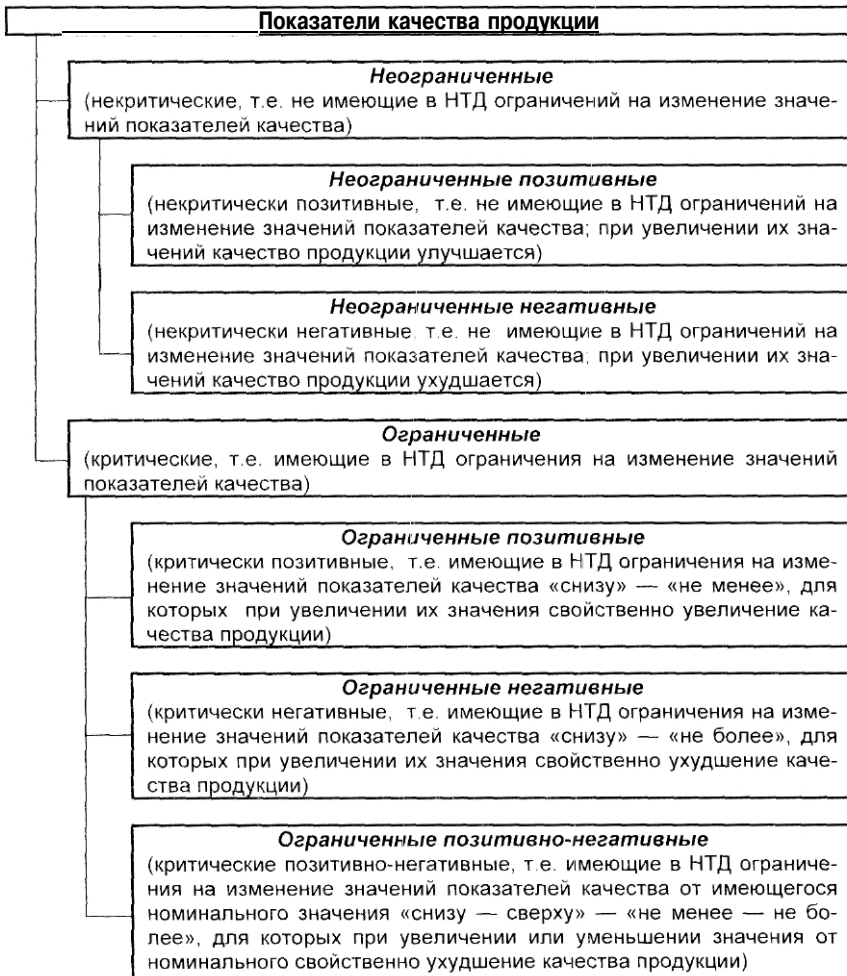 Показатели качества продукции
Неограниченные
(некритические, т.е. не имеющие в НТД ограничений на изменение значе-
ний показателей качества)
Неограниченные позитивные
(некритически позитивные, т.е. не имеющие в НТД ограничений на
изменение значений показателей качества; при увеличении их зна-
чений качество продукции улучшается)
Неограниченные негативные
(некритически негативные т.е. не имеющие в НТД ограничений на
изменение значений показателей качества; при увеличении их зна-
чений качество продукции ухудшается)
Ограниченные
(критические, т.е. имеющие в НТД ограничения на изменение значений
показателей качества)
Ограниченные позитивные
(критически позитивные, т.е. имеющие в НТД ограничения на изме-
нение значений показателей качества «снизу» — «не менее», для
которых при увеличении их значения свойственно увеличение ка-
чества продукции)
Ограниченные негативные
(критически негативные, т.е. имеющие в НТД ограничения на изме-
нение значений показателей качества «снизу» — «не более», для
которых при увеличении их значения свойственно ухудшение каче-
ства продукции)
Ограниченные позитивно-негативные
(критические позитивно-негативные, т.е. имеющие в НТД ограниче-
ния на изменение значений показателей качества от имеющегося
номинального значения «снизу — сверху» — «не менее — не бо-
лее», для которых при увеличении или уменьшении значения от
номинального свойственно ухудшение качества продукции)